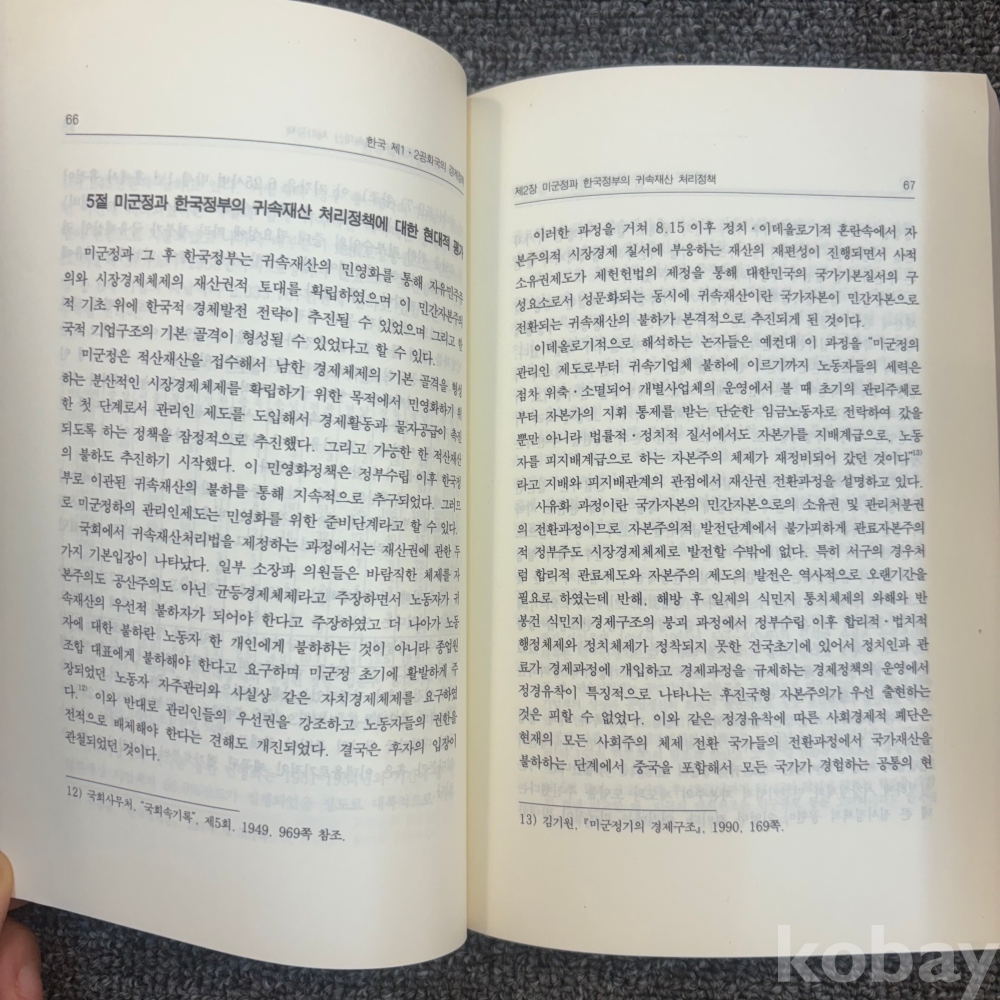 66
한국 제1·2공화국의 경제정책
5절 미군정과 한국정부의 귀속재산 처리정책에 대한 현대적 평가
미군정과 그 후 한국정부는 귀속재산의 민영화를 통해 자유민주주
의와 시장경제체제의 재산권적 토대를 확립하였으며 이 민간자본주의
적 기초 위에 한국적 경제발전 전략이 추진될 수 있었으며 그리고 한
국적 기업구조의 기본 골격이 형성될 수 있었다고 할 수 있다.
미군정은 적산재산을 접수해서 남한 경제체제의 기본 골격을 형성
하는 분산적인 시장경제체제를 확립하기 위한 목적에서 민영화하기 위
한 첫 단계로서 관리인 제도를 도입해서 경제활동과 물자공급이 촉진
되도록 하는 정책을 잠정적으로 추진했다. 그리고 가능한 한 적산재산
의 불하도 추진하기 시작했다. 이 민영화정책은 정부수립 이후 한국정
부로 이관된 귀속재산의 불하를 통해 지속적으로 추구되었다. 그러므
로 미군정하의 관리인제도는 민영화를 위한 준비단계라고 할 수 있다.
국회에서 귀속재산처리법을 제정하는 과정에서는 재산권에 관한 두
가지 기본입장이 나타났다. 일부 소장파 의원들은 바람직한 체제를 자
본주의도 공산주의도 아닌 균등경제체제라고 주장하면서 노동자가 귀
속재산의 우선적 불하자가 되어야 한다고 주장하였고 더 나아가 노동
자에 대한 불하란 노동자 한 개인에게 불하하는 것이 아니라 종업원
조합 대표에게 불하해야 한다고 요구하며 미군정 초기에 활발하게 주
장되었던 노동자 자주관리와 사실상 같은 자치경제체제를 요구하였
다.12) 이와 반대로 관리인들의 우선권을 강조하고 노동자들의 권한을
전적으로 배제해야 한다는 견해도 개진되었다. 결국은 후자의 입장이
관철되었던 것이다.
12) 국회사무처, "국회속기록", 제5회, 1949, 969쪽 참조.
제2장 미군정과 한국정부의 귀속재산 처리정책
67
이러한 과정을 거쳐 8.15 이후 정치·이데올로기적 혼란속에서 자
본주의적 시장경제 질서에 부응하는 재산의 재편성이 진행되면서 사적
소유권제도가 제헌헌법의 제정을 통해 대한민국의 국가기본질서의 구
성요소로서 성문화되는 동시에 귀속재산이란 국가자본이 민간자본으로
전환되는 귀속재산의 불하가 본격적으로 추진되게 된 것이다.
이데올로기적으로 해석하는 논자들은 예컨대 이 과정을 "미군정의
관리인 제도로부터 귀속기업체 불하에 이르기까지 노동자들의 세력은
점차 위축·소멸되어 개별사업체의 운영에서 볼 때 초기의 관리주체로
부터 자본가의 지휘 통제를 받는 단순한 임금노동자로 전락하여 갔을
뿐만 아니라 법률적·정치적 질서에서도 자본가를 지배계급으로, 노동
자를 피지배계급으로 하는 자본주의 체제가 재정비되어 갔던 것이다"13)
라고 지배와 피지배관계의 관점에서 재산권 전환과정을 설명하고 있다.
사유화 과정이란 국가자본의 민간자본으로의 소유권 및 관리처분권
의 전환과정이므로 자본주의적 발전단계에서 불가피하게 관료자본주의
적 정부주도 시장경제체제로 발전할 수밖에 없다. 특히 서구의 경우처
럼 합리적 관료제도와 자본주의 제도의 발전은 역사적으로 오랜기간을
필요로 하였는데 반해, 해방 후 일제의 식민지 통치체제의 와해와 반
봉건 식민지 경제구조의 붕괴 과정에서 정부수립 이후 합리적·법치적
행정체제와 정치체제가 정착되지 못한 건국초기에 있어서 정치인과 관
료가 경제과정에 개입하고 경제과정을 규제하는 경제정책의 운영에서
정경유착이 특징적으로 나타나는 후진국형 자본주의가 우선 출현하는
것은 피할 수 없었다. 이와 같은 정경유착에 따른 사회경제적 폐단은
현재의 모든 사회주의 체제 전환 국가들의 전환과정에서 국가재산을
불하하는 단계에서 중국을 포함해서 모든 국가가 경험하는 공통의 현
13) 김기원, 『미군정기의 경제구조』, 1990, 169쪽.
kobay